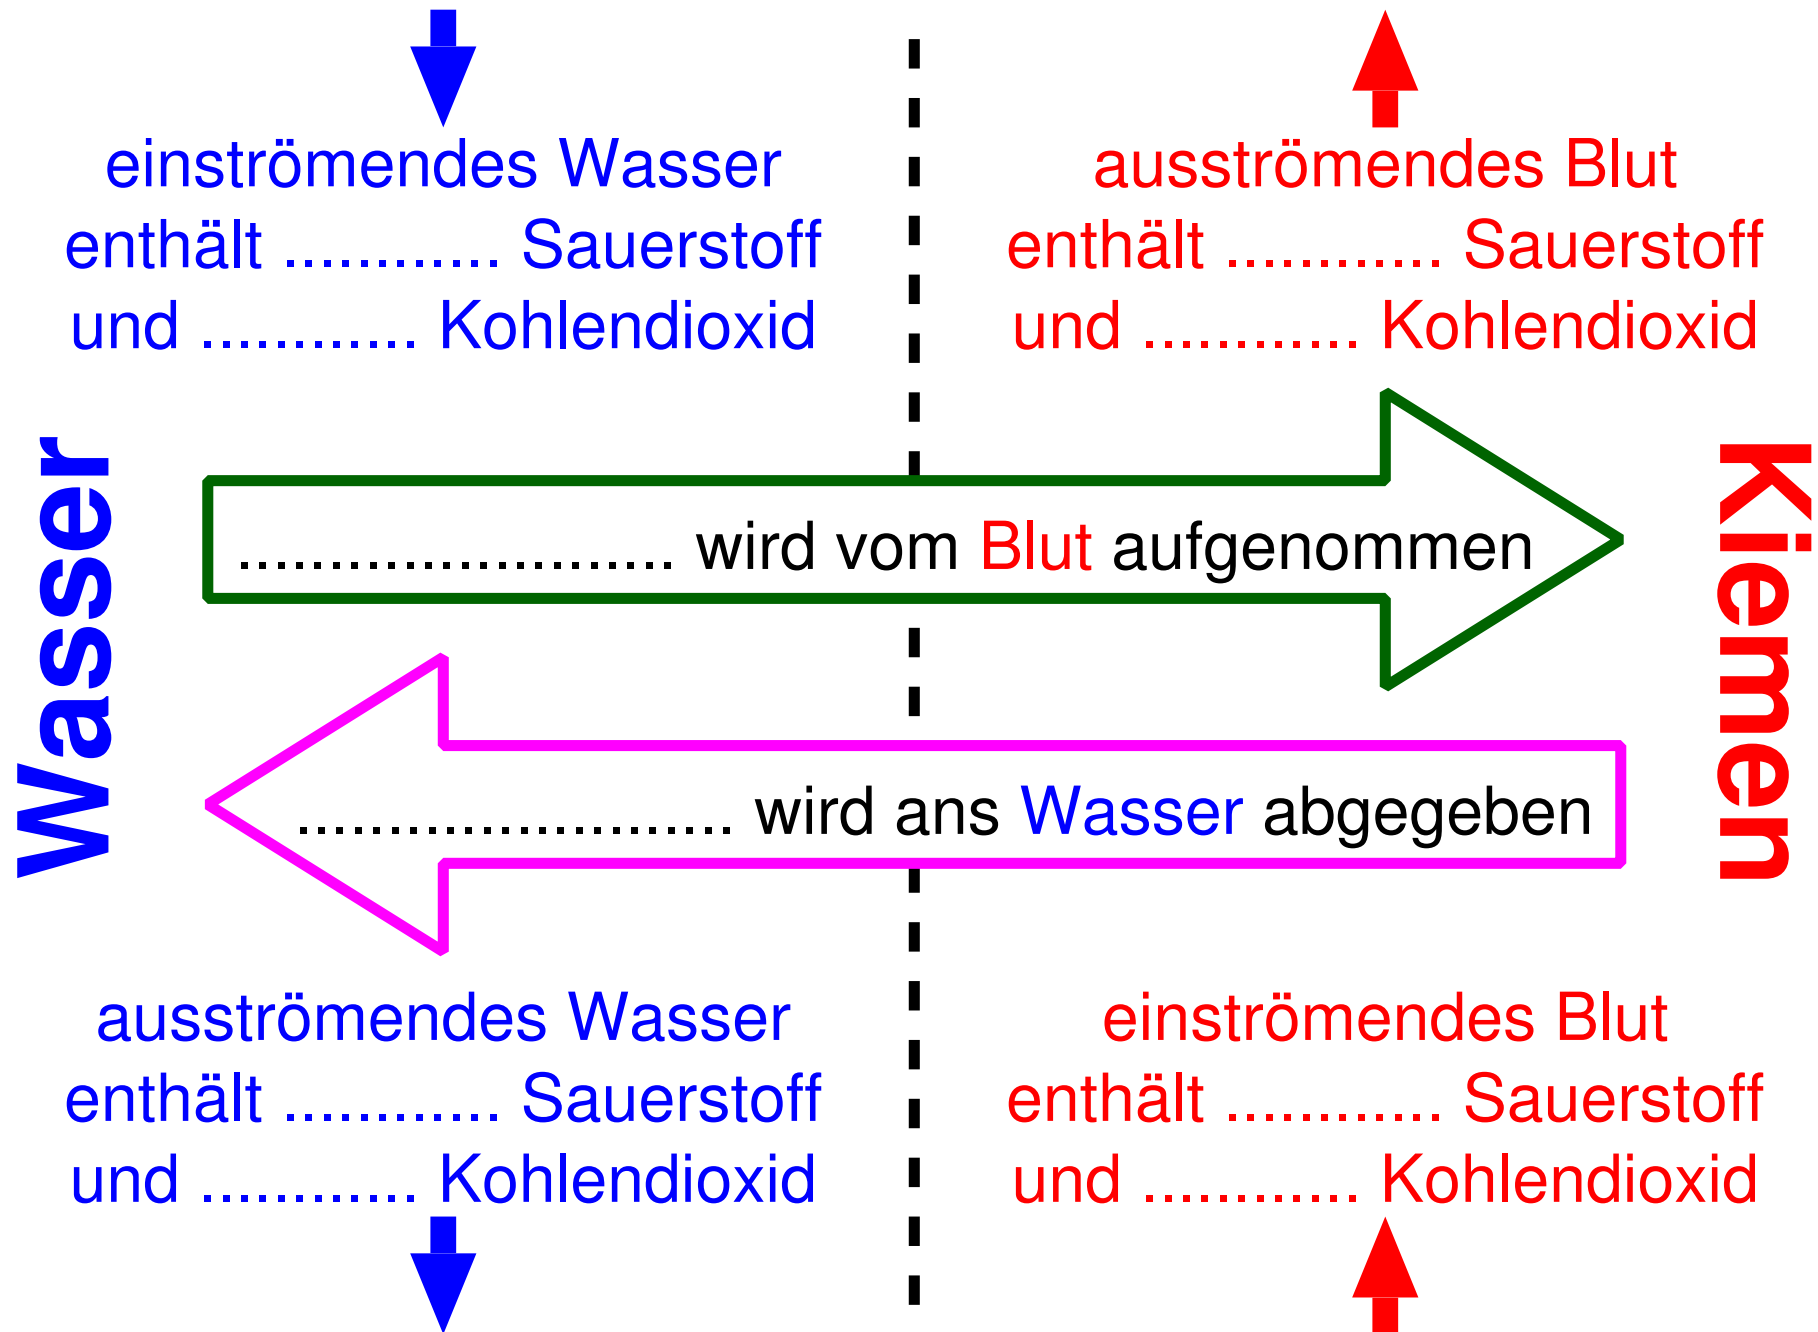 einströmendes Wasser
enthält ............ Sauerstoff
und ............ Kohlendioxid
ausströmendes Blut
enthält ............ Sauerstoff
und ............ Kohlendioxid
Wasser
........................ wird vom Blut aufgenommen
Kiemen
........................ wird ans Wasser abgegeben
ausströmendes Wasser
enthält ............ Sauerstoff
und ............ Kohlendioxid
einströmendes Blut
enthält ............ Sauerstoff
und ............ Kohlendioxid